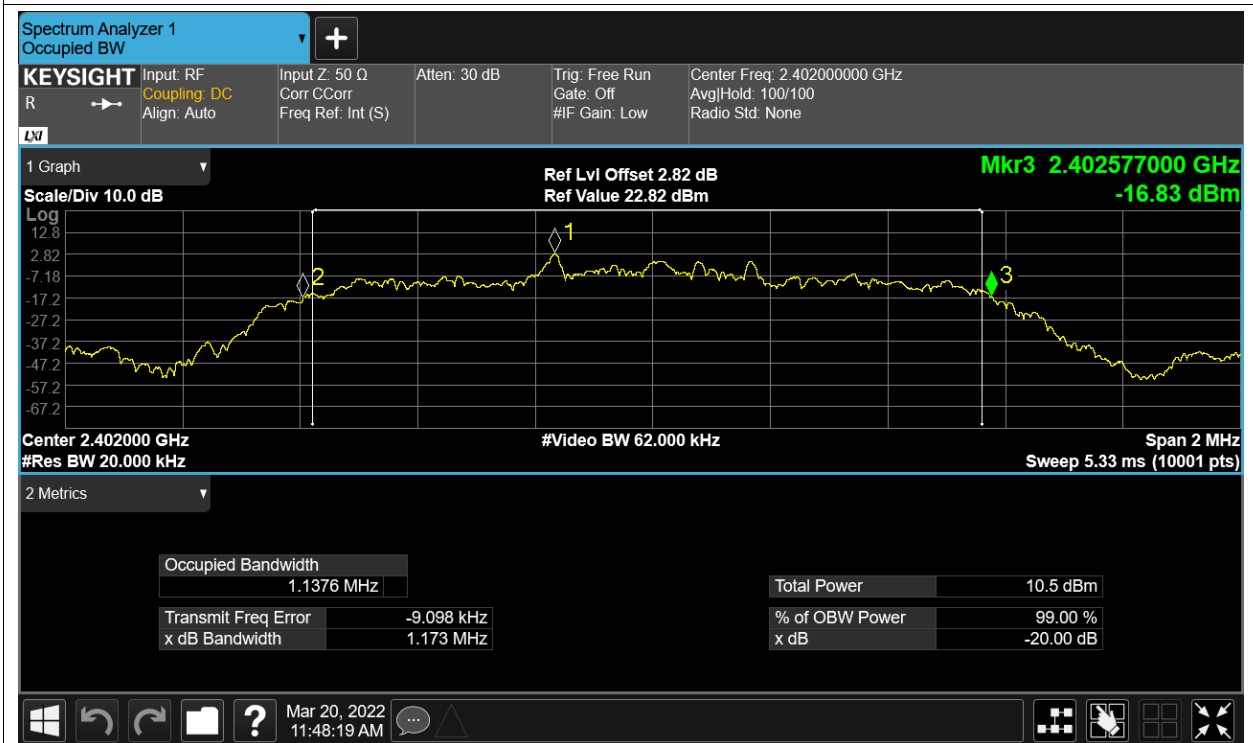 Spectrum Analyzer 1
Occupied BW
▼
+
KEYSIGHT
R
LXI
Input: RF
Coupling: DC
Align: Auto
Input Z: 50 Ω
Corr CCorr
Freq Ref: Int (S)
Atten: 30 dB
Trig: Free Run
Gate: Off
#IF Gain: Low
Center Freq: 2.402000000 GHz
Avg|Hold: 100/100
Radio Std: None
1 Graph
Scale/Div 10.0 dB
Ref Lvl Offset 2.82 dB
Ref Value 22.82 dBm
Mkr3 2.402577000 GHz
-16.83 dBm
Log
12.8
2.82
-7.18
-17.2
-27.2
-37.2
-47.2
-57.2
-67.2
1
2
3
Center 2.402000 GHz
#Res BW 20.000 kHz
#Video BW 62.000 kHz
Span 2 MHz
Sweep 5.33 ms (10001 pts)
2 Metrics
Occupied Bandwidth
1.1376 MHz
Transmit Freq Error -9.098 kHz
x dB Bandwidth 1.173 MHz
Total Power 10.5 dBm
% of OBW Power 99.00 %
x dB -20.00 dB
?
Mar 20, 2022
11:48:19 AM